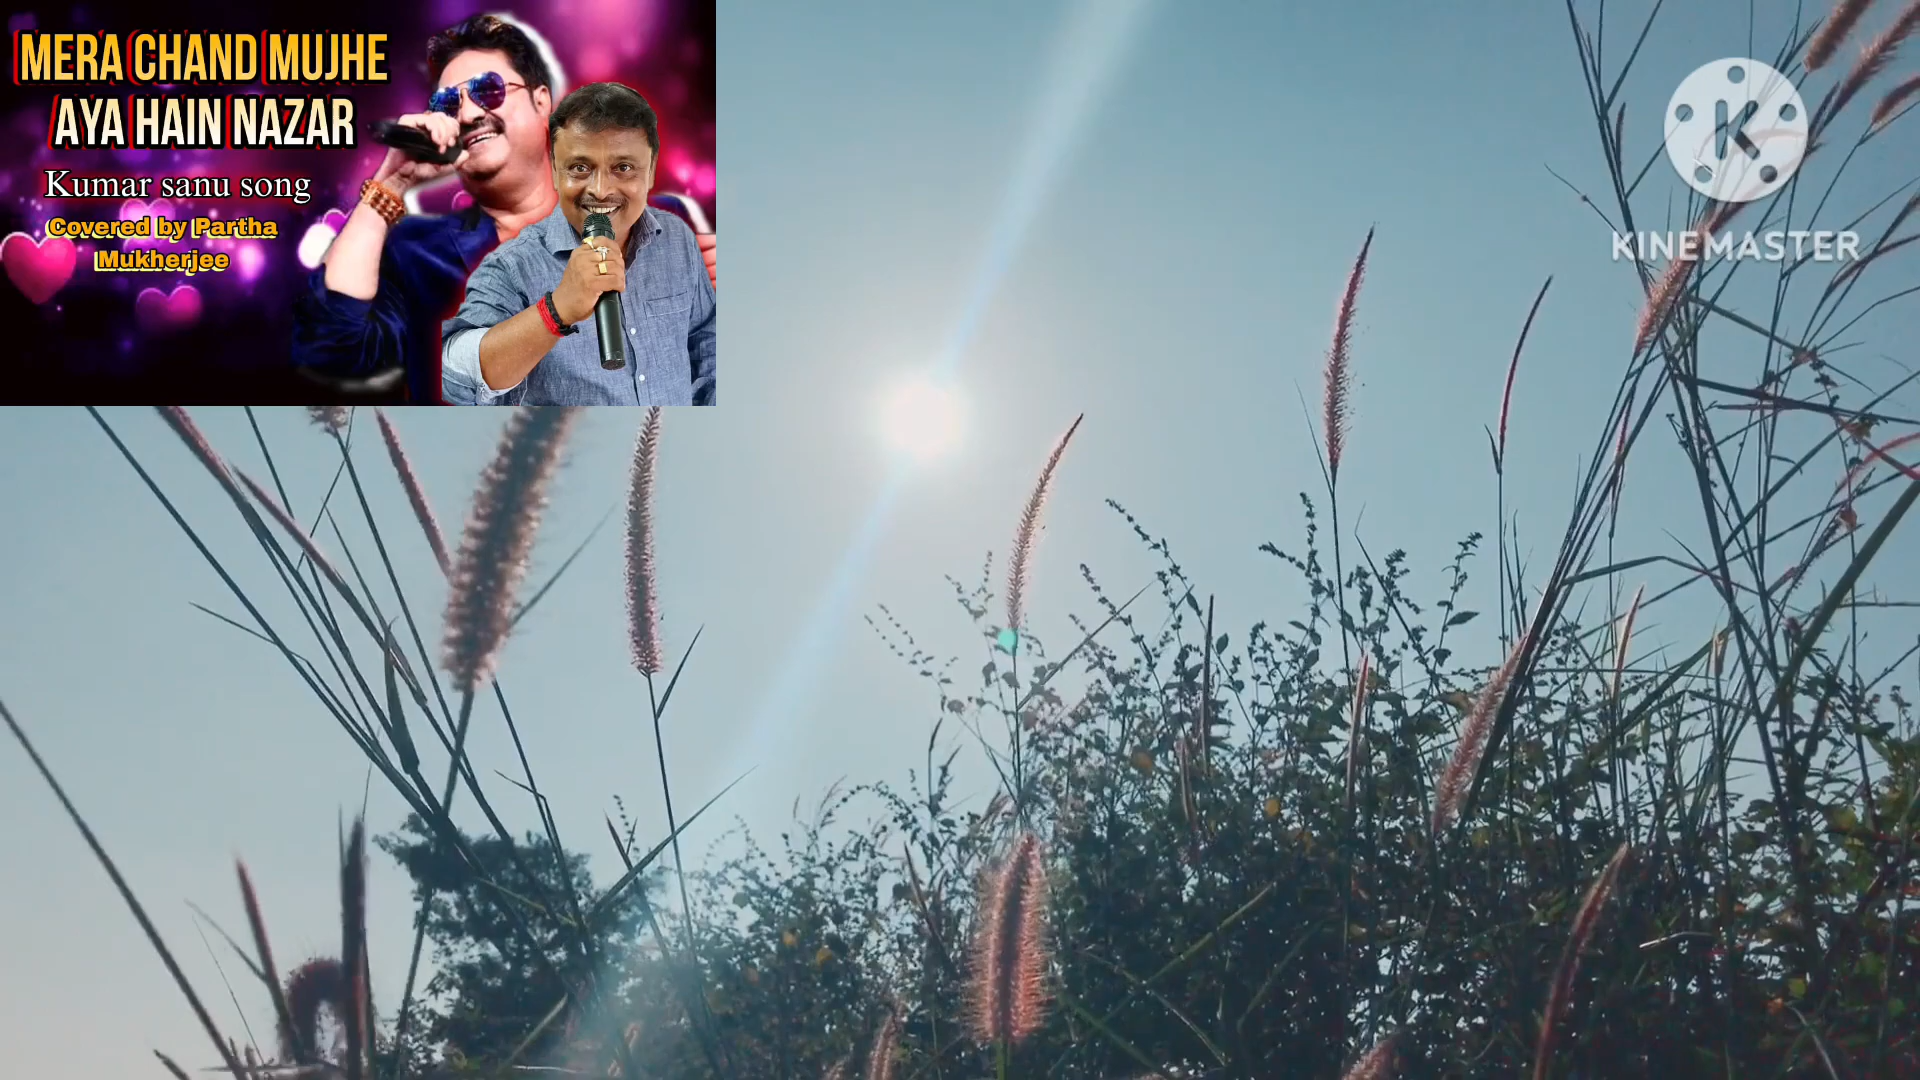 MERA CHAND MUJHE
AYA HAIN NAZAR
Kumar sanu song
Covered by Partha
Mukherjee
K
KINEMASTER